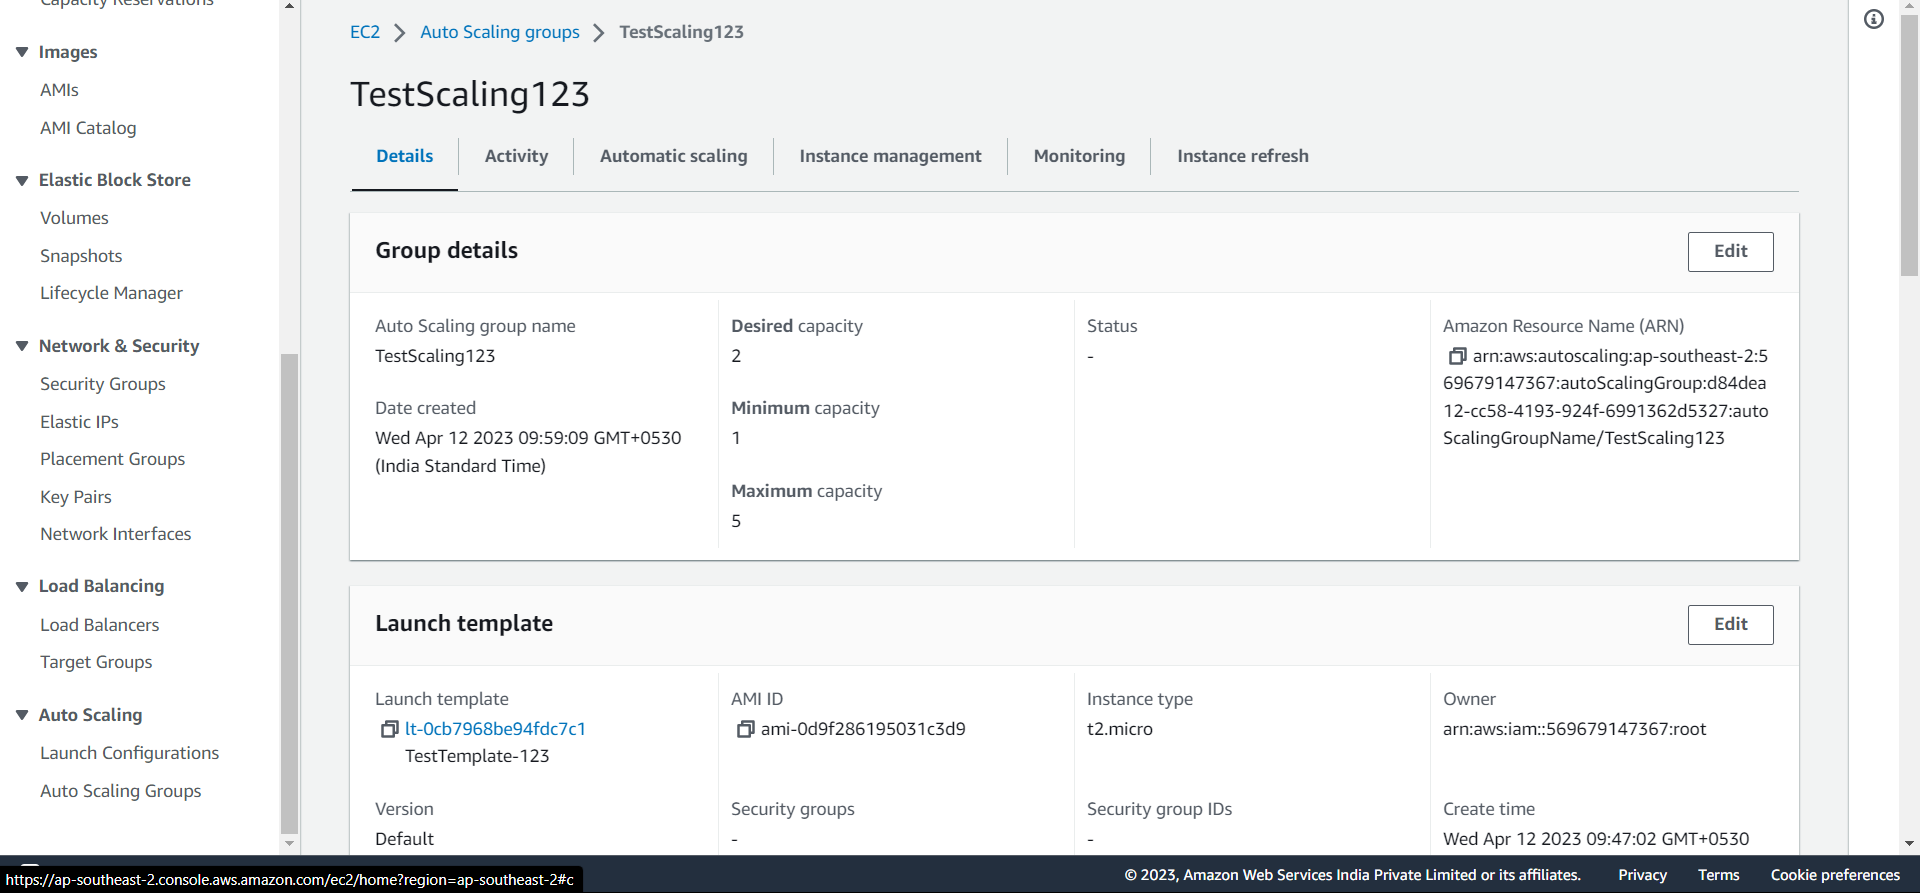 Capacity Reservations
Images
AMIs
AMI Catalog
Elastic Block Store
Volumes
Snapshots
Lifecycle Manager
Network & Security
Security Groups
Elastic IPs
Placement Groups
Key Pairs
Network Interfaces
Load Balancing
Load Balancers
Target Groups
Auto Scaling
Launch Configurations
Auto Scaling Groups
EC2 > Auto Scaling groups > TestScaling123
TestScaling123
Details Activity Automatic scaling Instance management Monitoring Instance refresh
Group details
Edit
Auto Scaling group name
TestScaling123
Date created
Wed Apr 12 2023 09:59:09 GMT+0530
(India Standard Time)
Desired capacity
2
Minimum capacity
1
Maximum capacity
5
Status
-
Amazon Resource Name (ARN)
arn:aws:autoscaling:ap-southeast-2:5
69679147367:autoScalingGroup:d84dea
12-cc58-4193-924f-6991362d5327:auto
ScalingGroupName/TestScaling123
Launch template
Edit
Launch template
lt-0cb7968be94fdc7c1
TestTemplate-123
AMI ID
ami-0d9f286195031c3d9
Instance type
t2.micro
Owner
arn:aws:iam::569679147367:root
Version
Default
Security groups
-
Security group IDs
-
Create time
Wed Apr 12 2023 09:47:02 GMT+0530
https://ap-southeast-2.console.aws.amazon.com/ec2/home?region=ap-southeast-2#c
© 2023, Amazon Web Services India Private Limited or its affiliates. Privacy Terms Cookie preferences